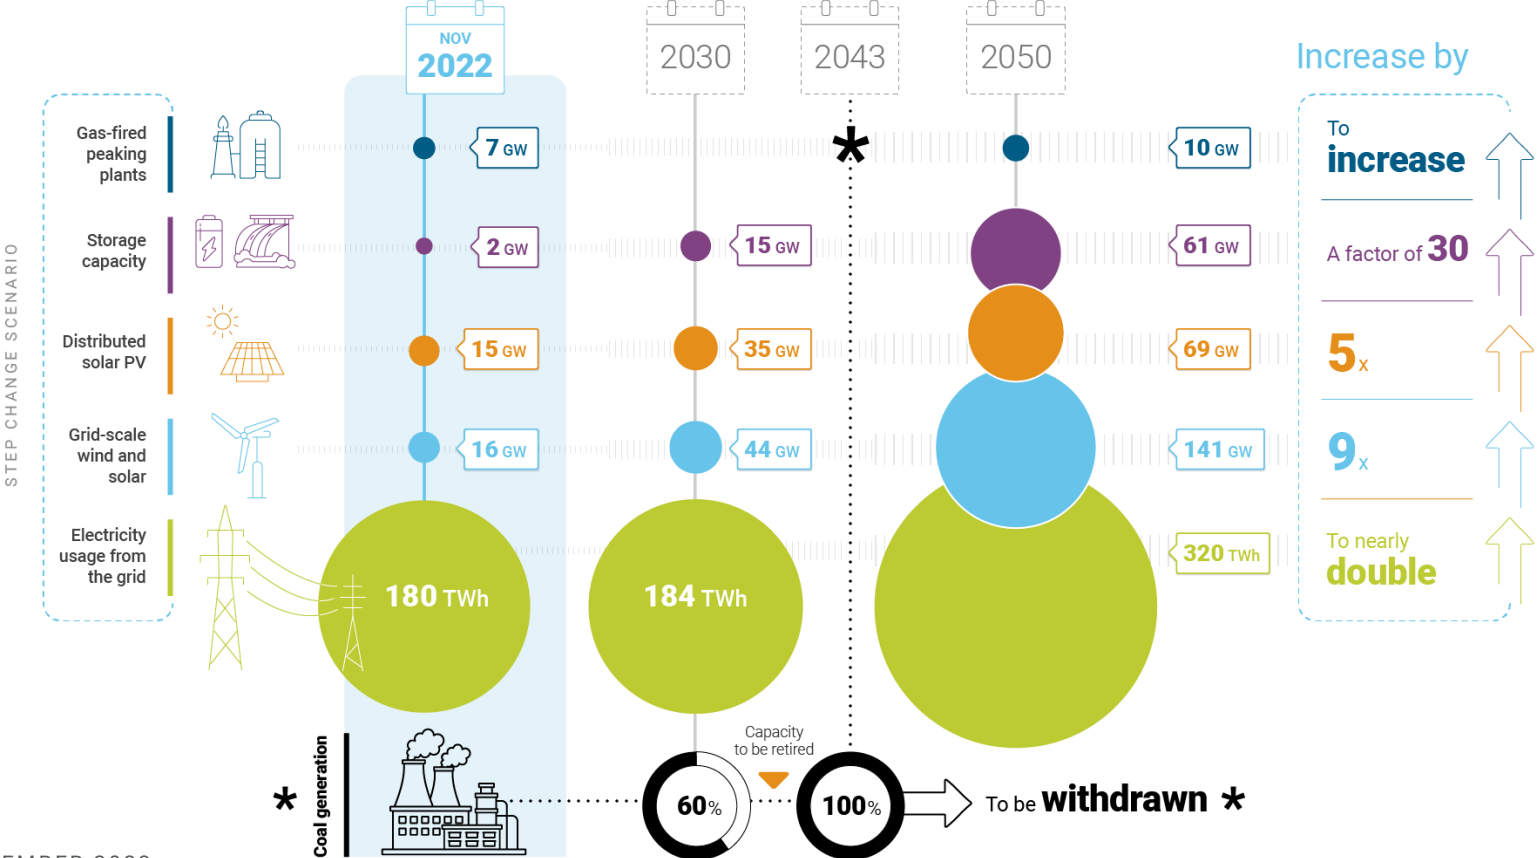 NOV
2022
2030
2043
2050
Increase by
STEP CHANGE SCENARIO
Gas-fired
peaking
plants
7 GW
*
10 GW
To
increase
Storage
capacity
2 GW
15 GW
61 GW
A factor of 30
Distributed
solar PV
15 GW
35 GW
69 GW
5x
Grid-scale
wind and
solar
16 GW
44 GW
141 GW
9x
Electricity
usage from
the grid
180 TWh
184 TWh
320 TWh
To nearly
double
* Coal generation
60%
Capacity
to be retired
100%
To be withdrawn *